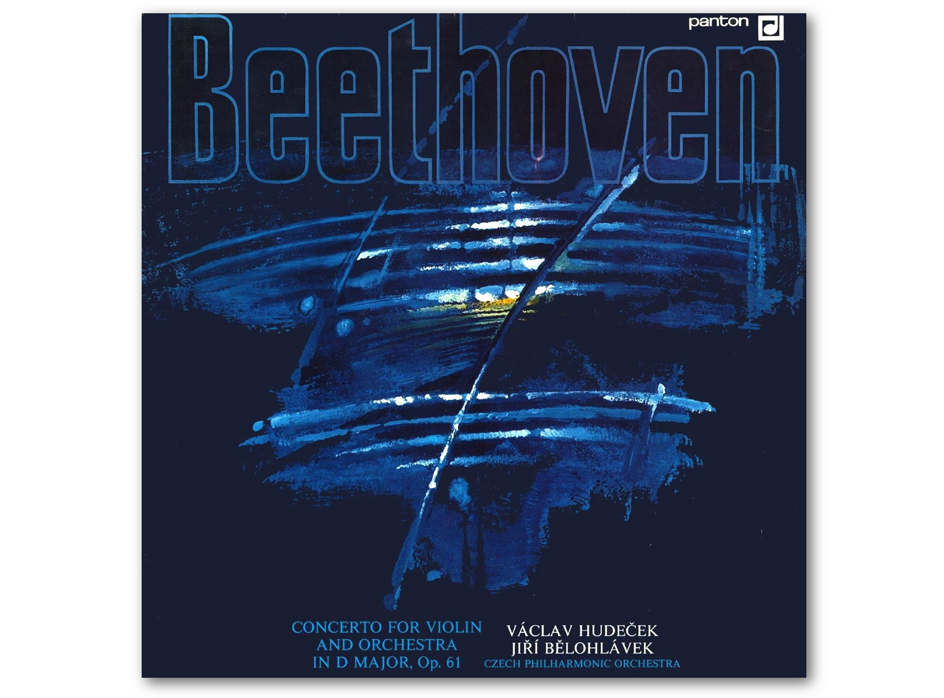 panton
Beethoven
CONCERTO FOR VIOLIN
AND ORCHESTRA
IN D MAJOR, Op. 61
VÁCLAV HUDEČEK
JIŘÍ BĚLOHLÁVEK
CZECH PHILHARMONIC ORCHESTRA